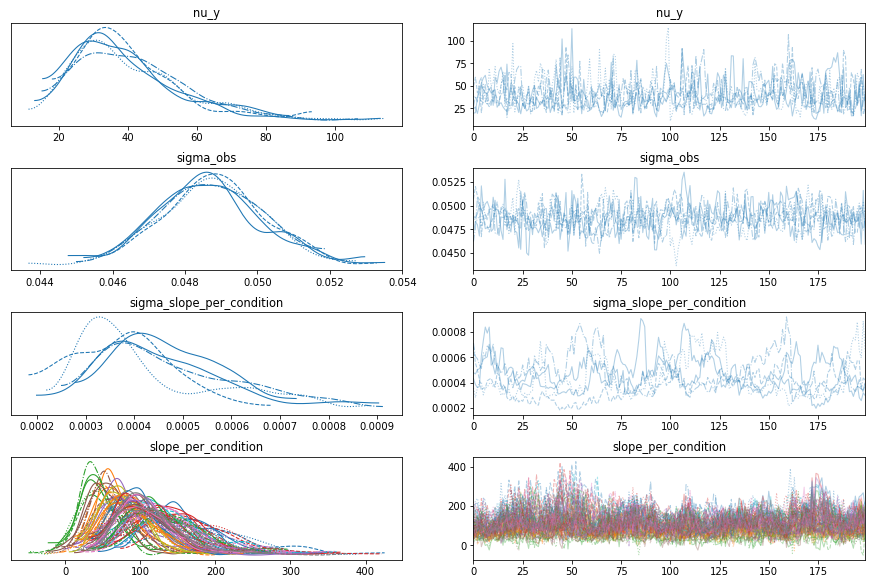 nu_y
nu_y
20 40 60 80 100
100
75
50
25
0 25 50 75 100 125 150 175
sigma_obs
sigma_obs
0.044 0.046 0.048 0.050 0.052 0.054
0.0525
0.0500
0.0475
0.0450
0 25 50 75 100 125 150 175
sigma_slope_per_condition
sigma_slope_per_condition
0.0002 0.0003 0.0004 0.0005 0.0006 0.0007 0.0008 0.0009
0.0008
0.0006
0.0004
0.0002
0 25 50 75 100 125 150 175
slope_per_condition
slope_per_condition
0 100 200 300 400
400
200
0
0 25 50 75 100 125 150 175